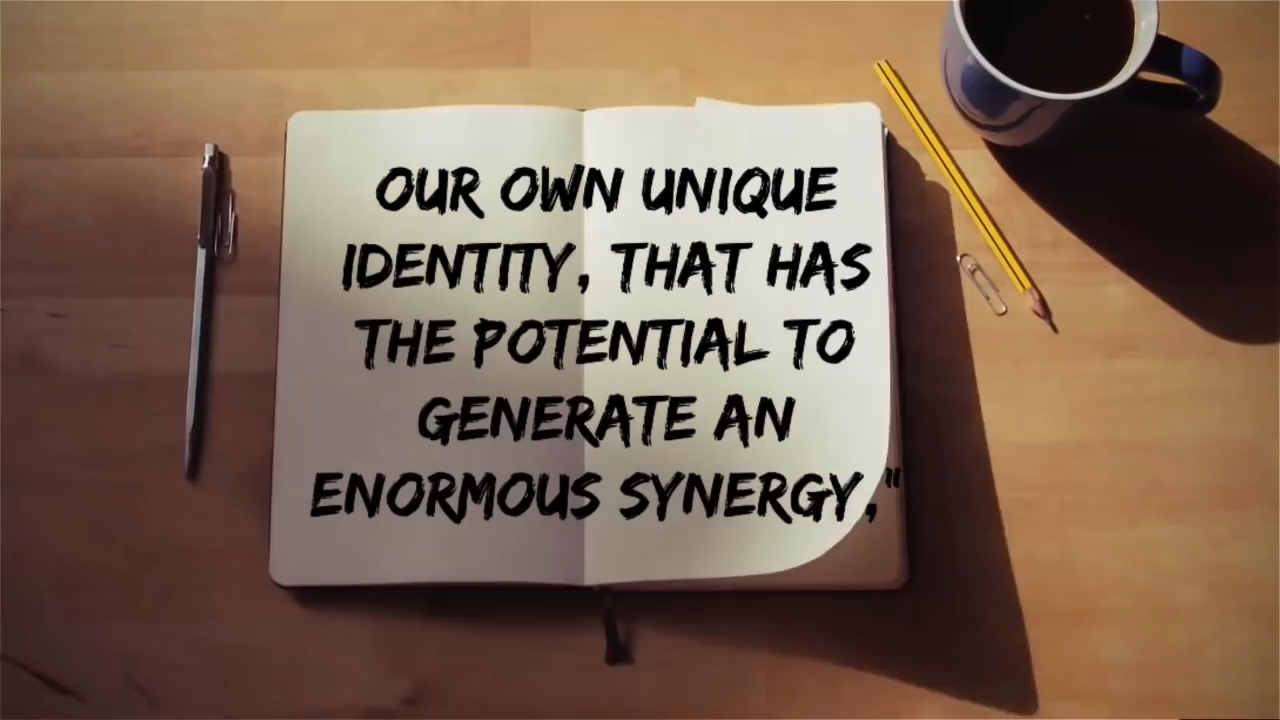 OUR OWN UNIQUE
IDENTITY, THAT HAS
THE POTENTIAL TO
GENERATE AN
ENORMOUS SYNERGY,"